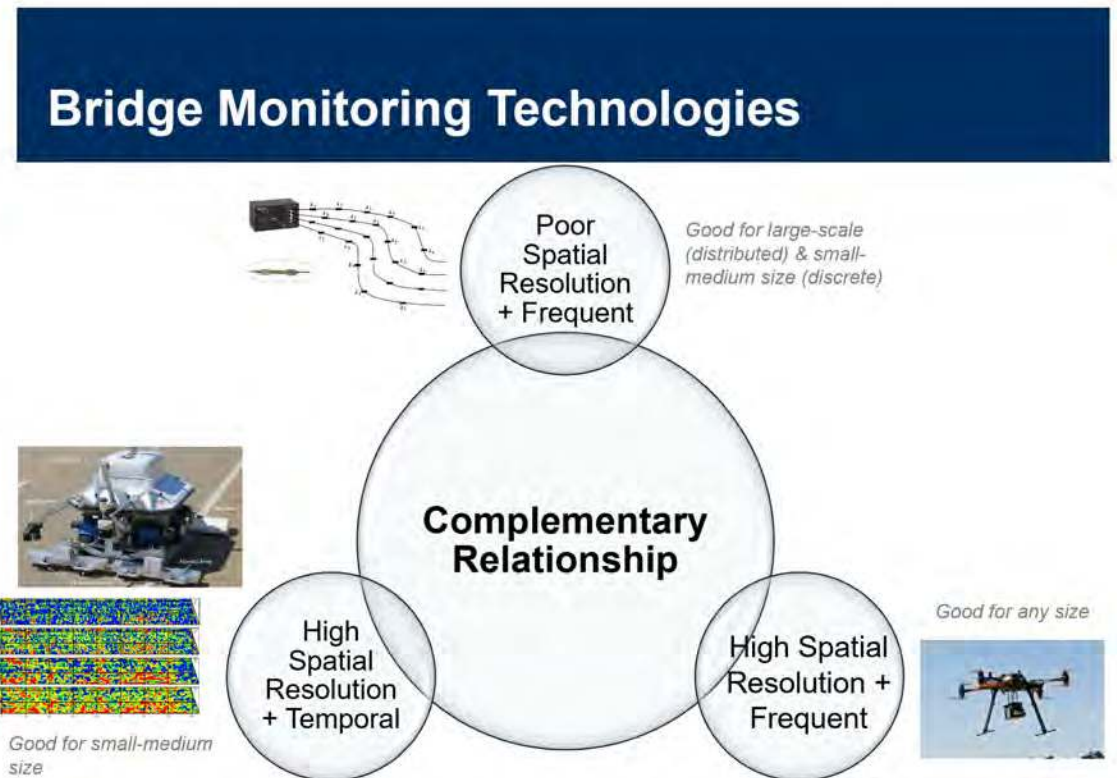 Bridge Monitoring Technologies
Poor
Spatial
Resolution
+ Frequent
Good for large-scale
(distributed) & small-
medium size (discrete)
Complementary
Relationship
High
Spatial
Resolution
+ Temporal
Good for small-medium
size
High Spatial
Resolution +
Frequent
Good for any size